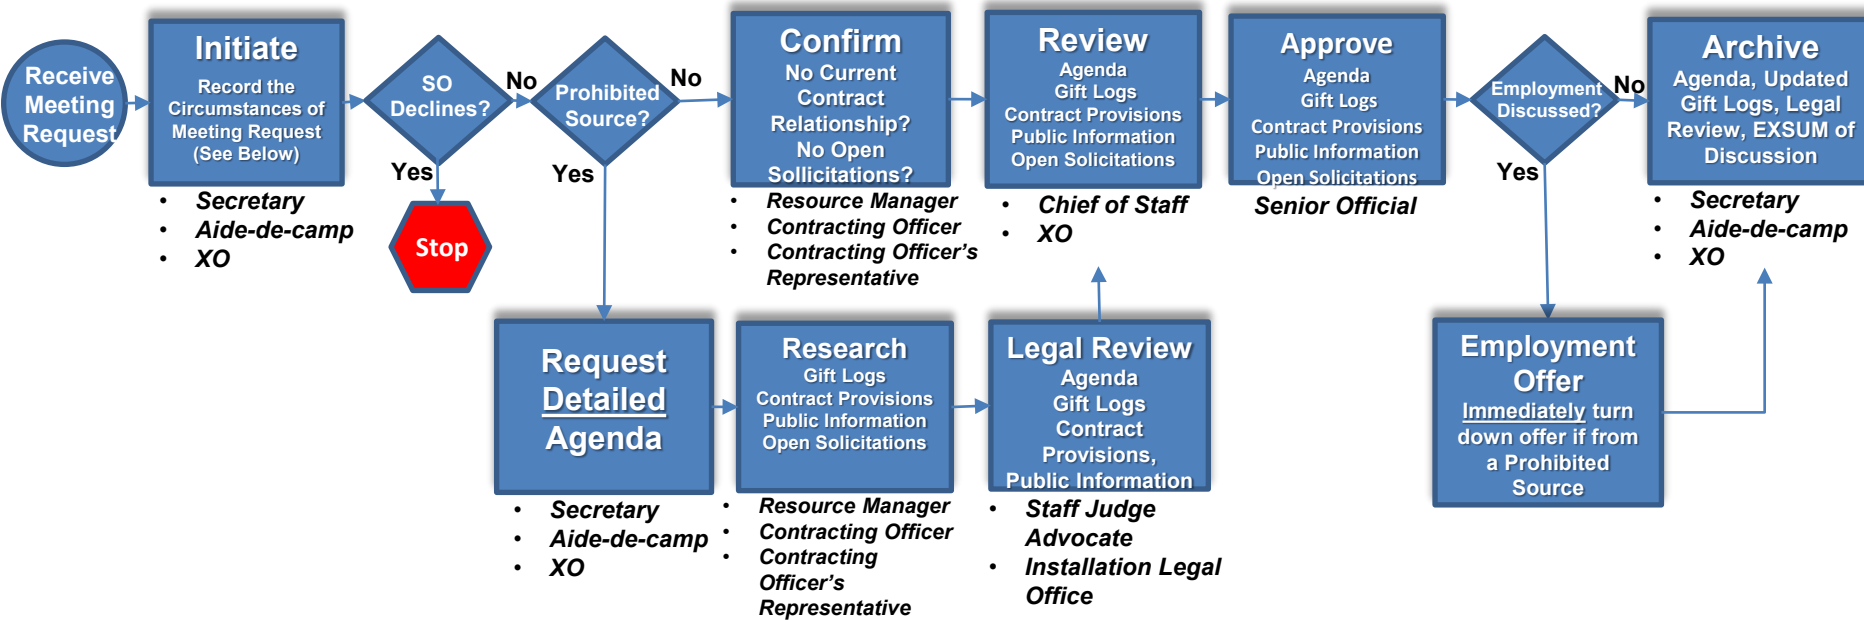 Receive
Meeting
Request
Initiate
Record the
Circumstances of
Meeting Request
(See Below)
• Secretary
• Aide-de-camp
• XO
SO
Declines?
No
Yes
Stop
Prohibited
Source?
No
Yes
Confirm
No Current
Contract
Relationship?
No Open
Sollicitations?
• Resource Manager
• Contracting Officer
• Contracting Officer's
Representative
Review
Agenda
Gift Logs
Contract Provisions
Public Information
Open Solicitations
• Chief of Staff
• XO
Approve
Agenda
Gift Logs
Contract Provisions
Public Information
Open Solicitations
Senior Official
Employment
Discussed?
No
Yes
Archive
Agenda, Updated
Gift Logs, Legal
Review, EXSUM of
Discussion
• Secretary
• Aide-de-camp
• XO
Request
Detailed
Agenda
• Secretary
• Aide-de-camp
• XO
Research
Gift Logs
Contract Provisions
Public Information
Open Solicitations
• Resource Manager
• Contracting Officer
• Contracting
Officer's
Representative
Legal Review
Agenda
Gift Logs
Contract
Provisions,
Public Information
• Staff Judge
Advocate
• Installation Legal
Office
Employment
Offer
Immediately turn
down offer if from
a Prohibited
Source